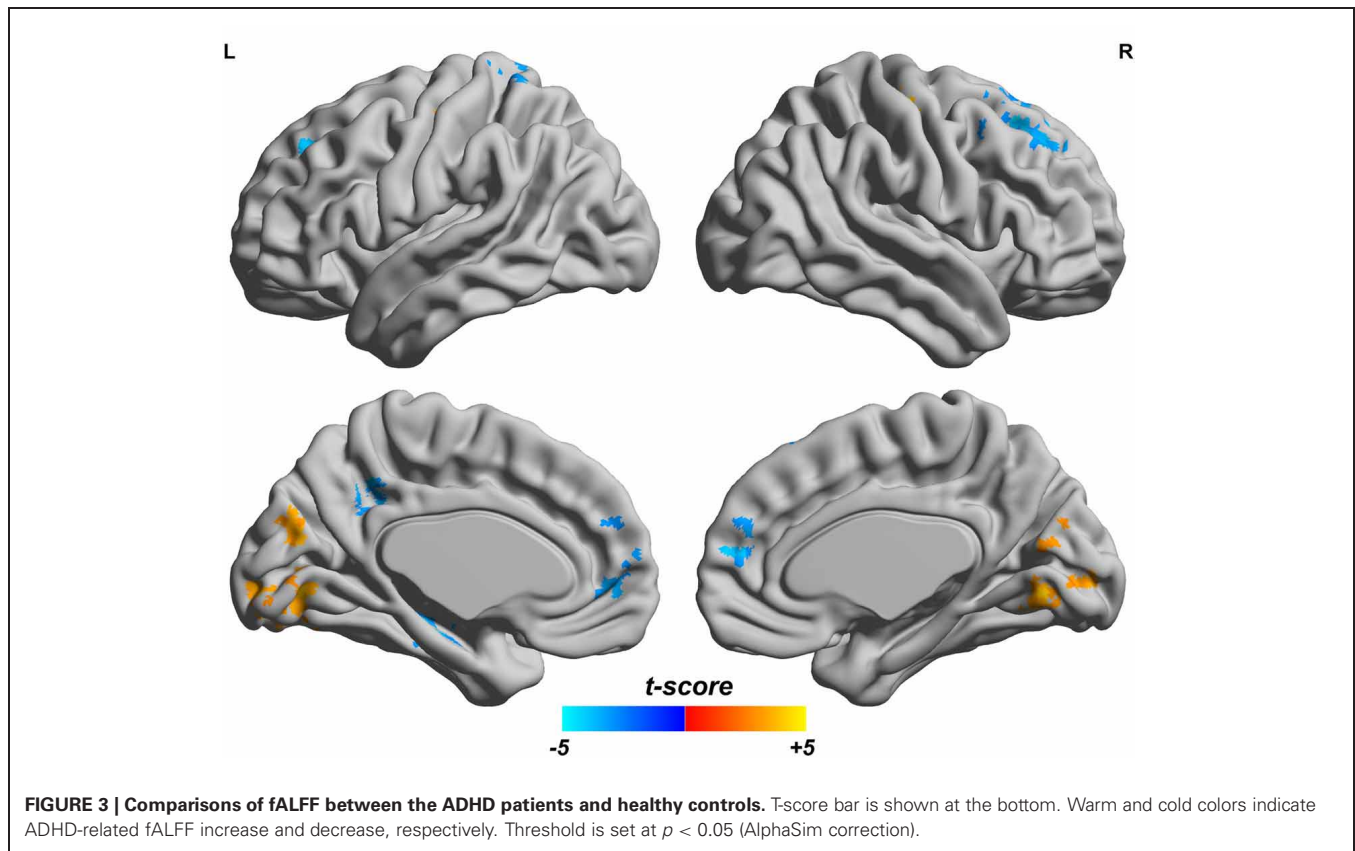 L
R
t-score
-5
+5
FIGURE 3 | Comparisons of fALFF between the ADHD patients and healthy controls. T-score bar is shown at the bottom. Warm and cold colors indicate
ADHD-related fALFF increase and decrease, respectively. Threshold is set at p < 0.05 (AlphaSim correction).